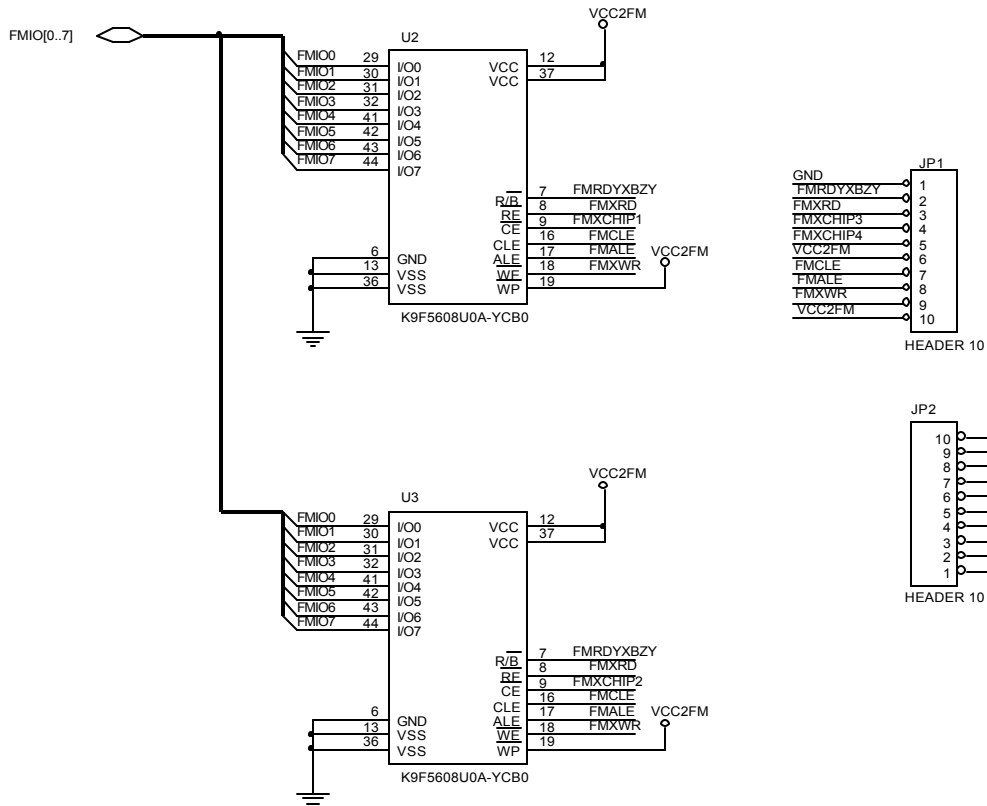 FMIO[0..7]
VCC2FM
U2
FMIO0 29 I/O0 VCC 12
FMIO1 30 I/O1 VCC 37
FMIO2 31 I/O2
FMIO3 32 I/O3
FMIO4 41 I/O4
FMIO5 42 I/O5
FMIO6 43 I/O6
FMIO7 44 I/O7
R/B 7 FMRDYXBZY
RE 8 FMXRD
CE 9 FMXCHIP1
CLE 16 FMCLE
6 GND ALE 17 FMALE
13 VSS WE 18 FMXWR
36 VSS WP 19 VCC2FM
K9F5608U0A-YCB0
JP1
GND 1
FMRDYXBZY 2
FMXRD 3
FMXCHIP3 4
FMXCHIP4 5
VCC2FM 6
FMCLE 7
FMALE 8
FMXWR 9
VCC2FM 10
HEADER 10
JP2
10
9
8
7
6
5
4
3
2
1
HEADER 10
VCC2FM
U3
FMIO0 29 I/O0 VCC 12
FMIO1 30 I/O1 VCC 37
FMIO2 31 I/O2
FMIO3 32 I/O3
FMIO4 41 I/O4
FMIO5 42 I/O5
FMIO6 43 I/O6
FMIO7 44 I/O7
R/B 7 FMRDYXBZY
RE 8 FMXRD
CE 9 FMXCHIP2
CLE 16 FMCLE
6 GND ALE 17 FMALE
13 VSS WE 18 FMXWR
36 VSS WP 19 VCC2FM
K9F5608U0A-YCB0